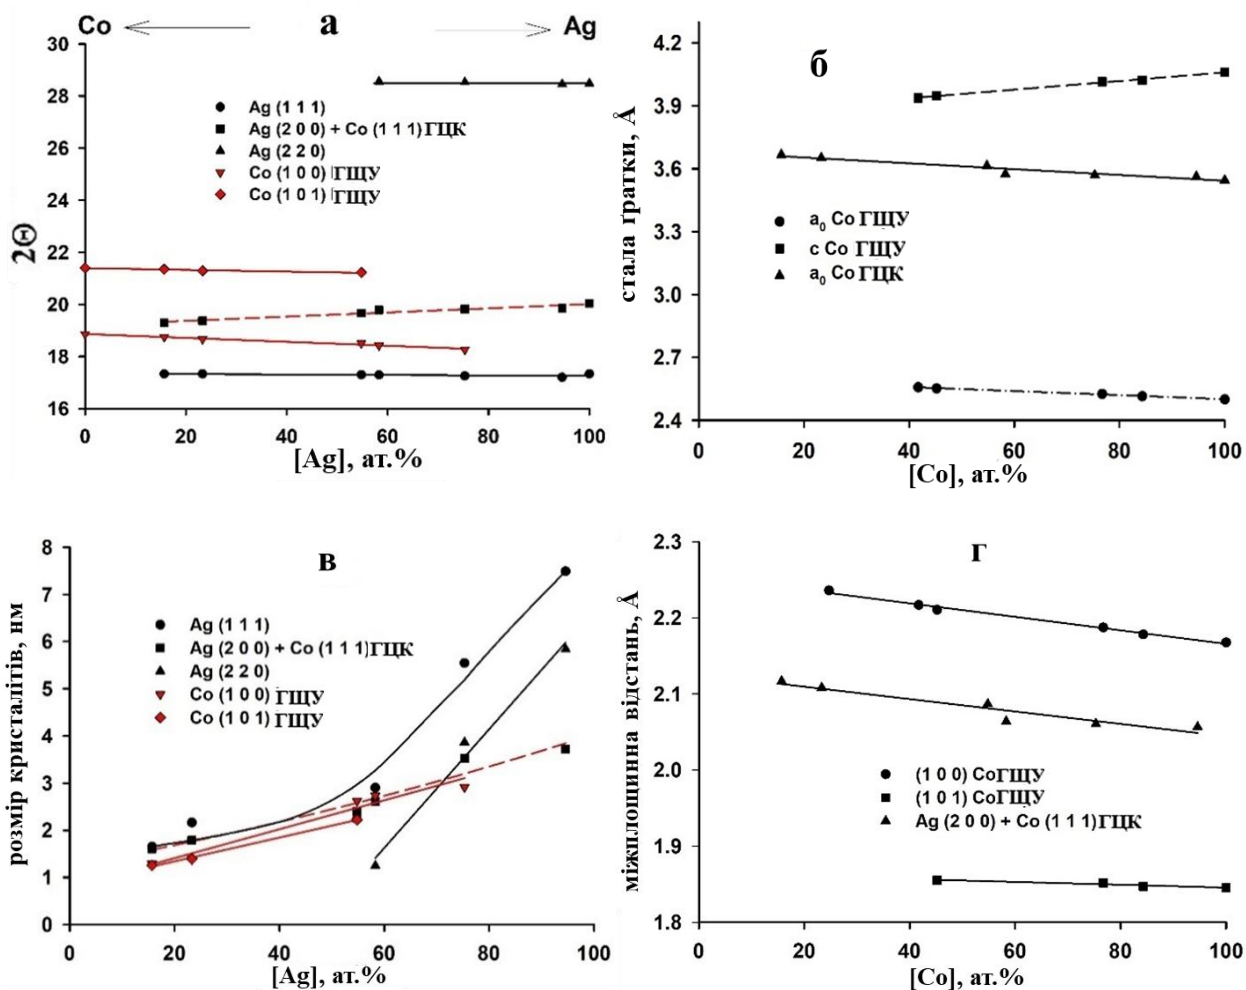 Co а Ag
30
28
26
24
22
20
18
16
2Θ
Ag (1 1 1)
Ag (2 0 0) + Co (1 1 1) ГЦК
Ag (2 2 0)
Co (1 0 0) ГЩУ
Co (1 0 1) ГЩУ
0 20 40 60 80 100
[Ag], ат.%
б
4.2
3.9
3.6
3.3
3.0
2.7
2.4
стала ґратки, Å
a₀ Co ГЩУ
c Co ГЩУ
a₀ Co ГЦК
0 20 40 60 80 100
[Co], ат.%
в
8
7
6
5
4
3
2
1
0
розмір кристалітів, нм
Ag (1 1 1)
Ag (2 0 0) + Co (1 1 1) ГЦК
Ag (2 2 0)
Co (1 0 0) ГЩУ
Co (1 0 1) ГЩУ
0 20 40 60 80 100
[Ag], ат.%
г
2.3
2.2
2.1
2.0
1.9
1.8
міжплощинна відстань, Å
(1 0 0) Co ГЩУ
(1 0 1) Co ГЩУ
Ag (2 0 0) + Co (1 1 1) ГЦК
0 20 40 60 80 100
[Co], ат.%